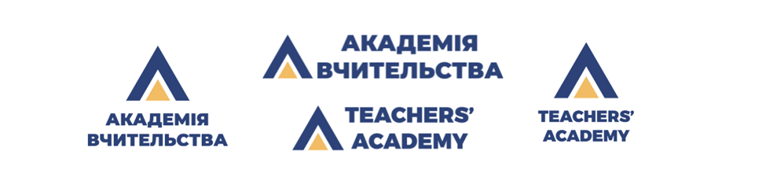 АКАДЕМІЯ
ВЧИТЕЛЬСТВА
АКАДЕМІЯ
ВЧИТЕЛЬСТВА
TEACHERS’
ACADEMY
TEACHERS’
ACADEMY